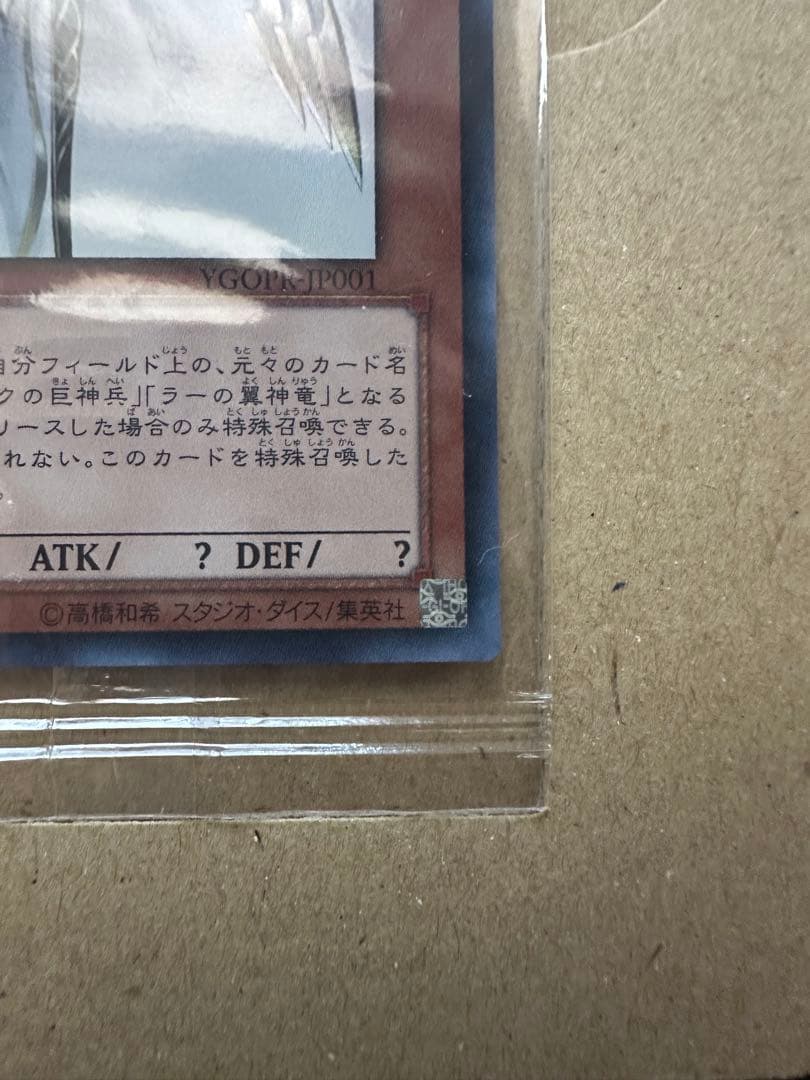 YGOPR-JP001
自分フィールド上の、元々のカード名
クの巨神兵」「ラーの翼神竜」となる
リースした場合のみ特殊召喚できる。
れない。このカードを特殊召喚した
。
ATK/ ? DEF/ ?
©高橋和希 スタジオ・ダイス/集英社